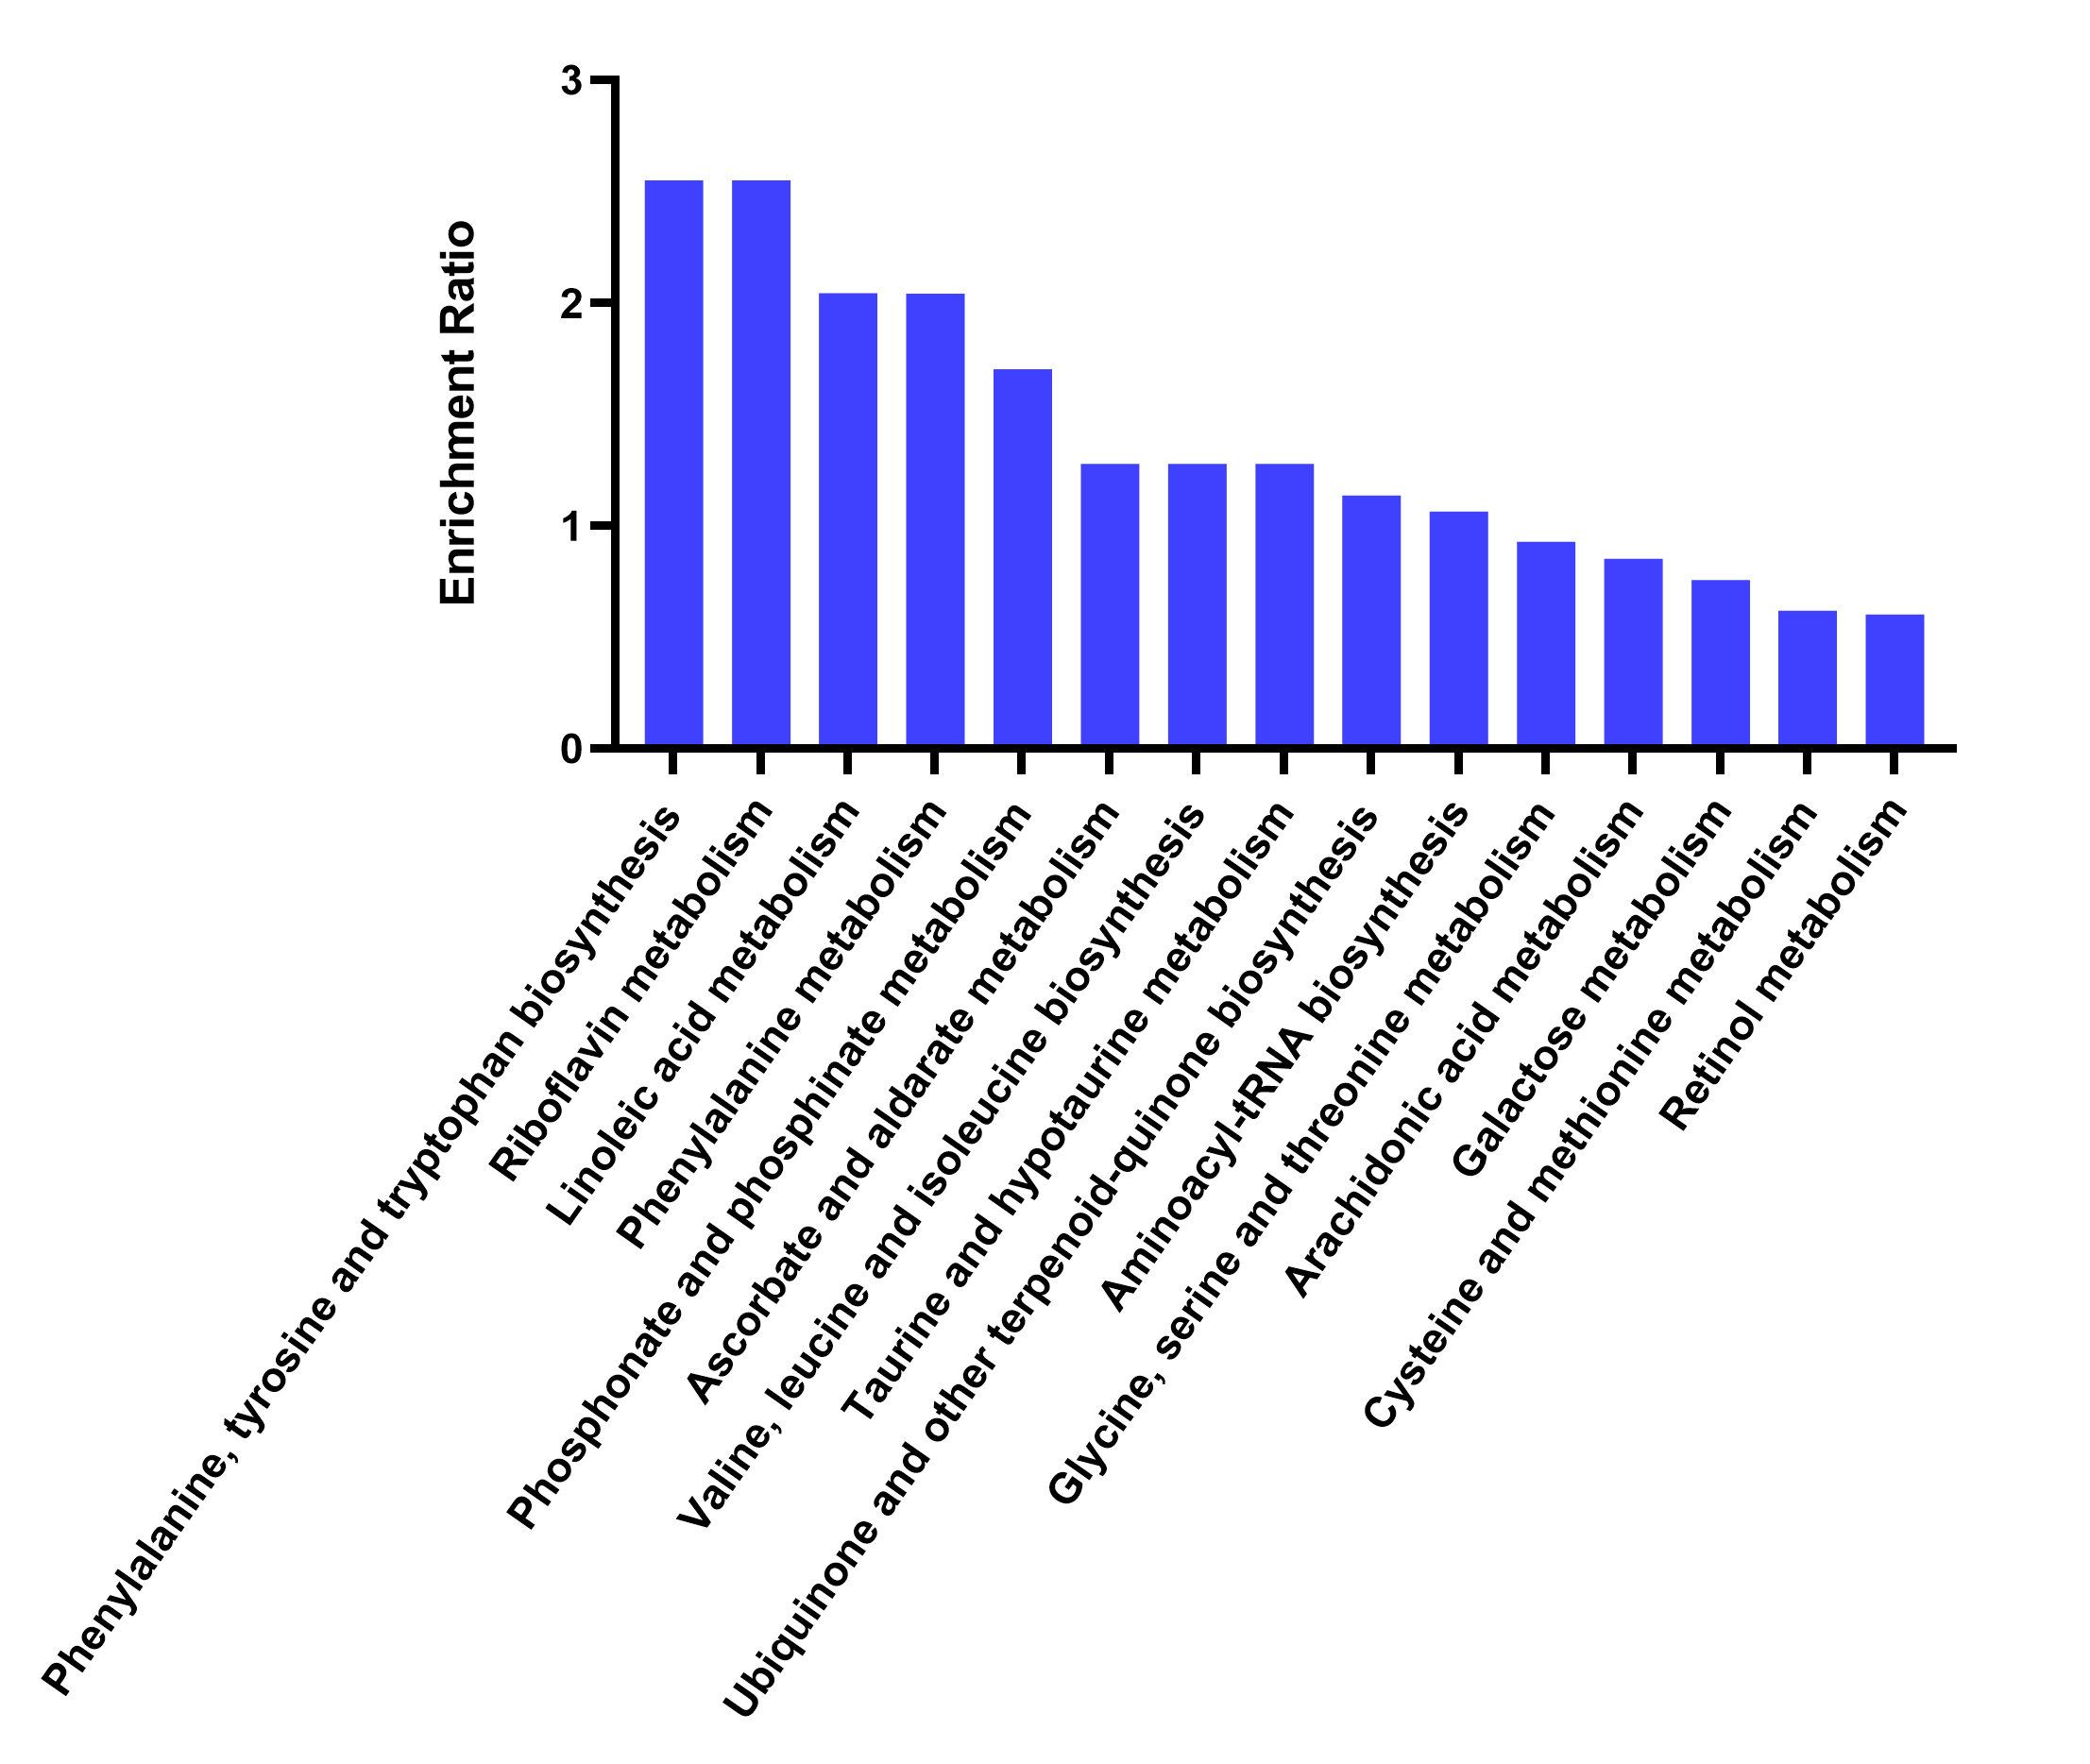 Enrichment Ratio
3
2
1
0
Phenylalanine, tyrosine and tryptophan biosynthesis
Riboflavin metabolism
Linoleic acid metabolism
Phenylalanine metabolism
Phosphonate and phosphinate metabolism
Ascorbate and aldarate metabolism
Valine, leucine and isoleucine biosynthesis
Taurine and hypotaurine metabolism
Ubiquinone and other terpenoid-quinone biosynthesis
Aminoacyl-tRNA biosynthesis
Glycine, serine and threonine metabolism
Arachidonic acid metabolism
Galactose metabolism
Cysteine and methionine metabolism
Retinol metabolism